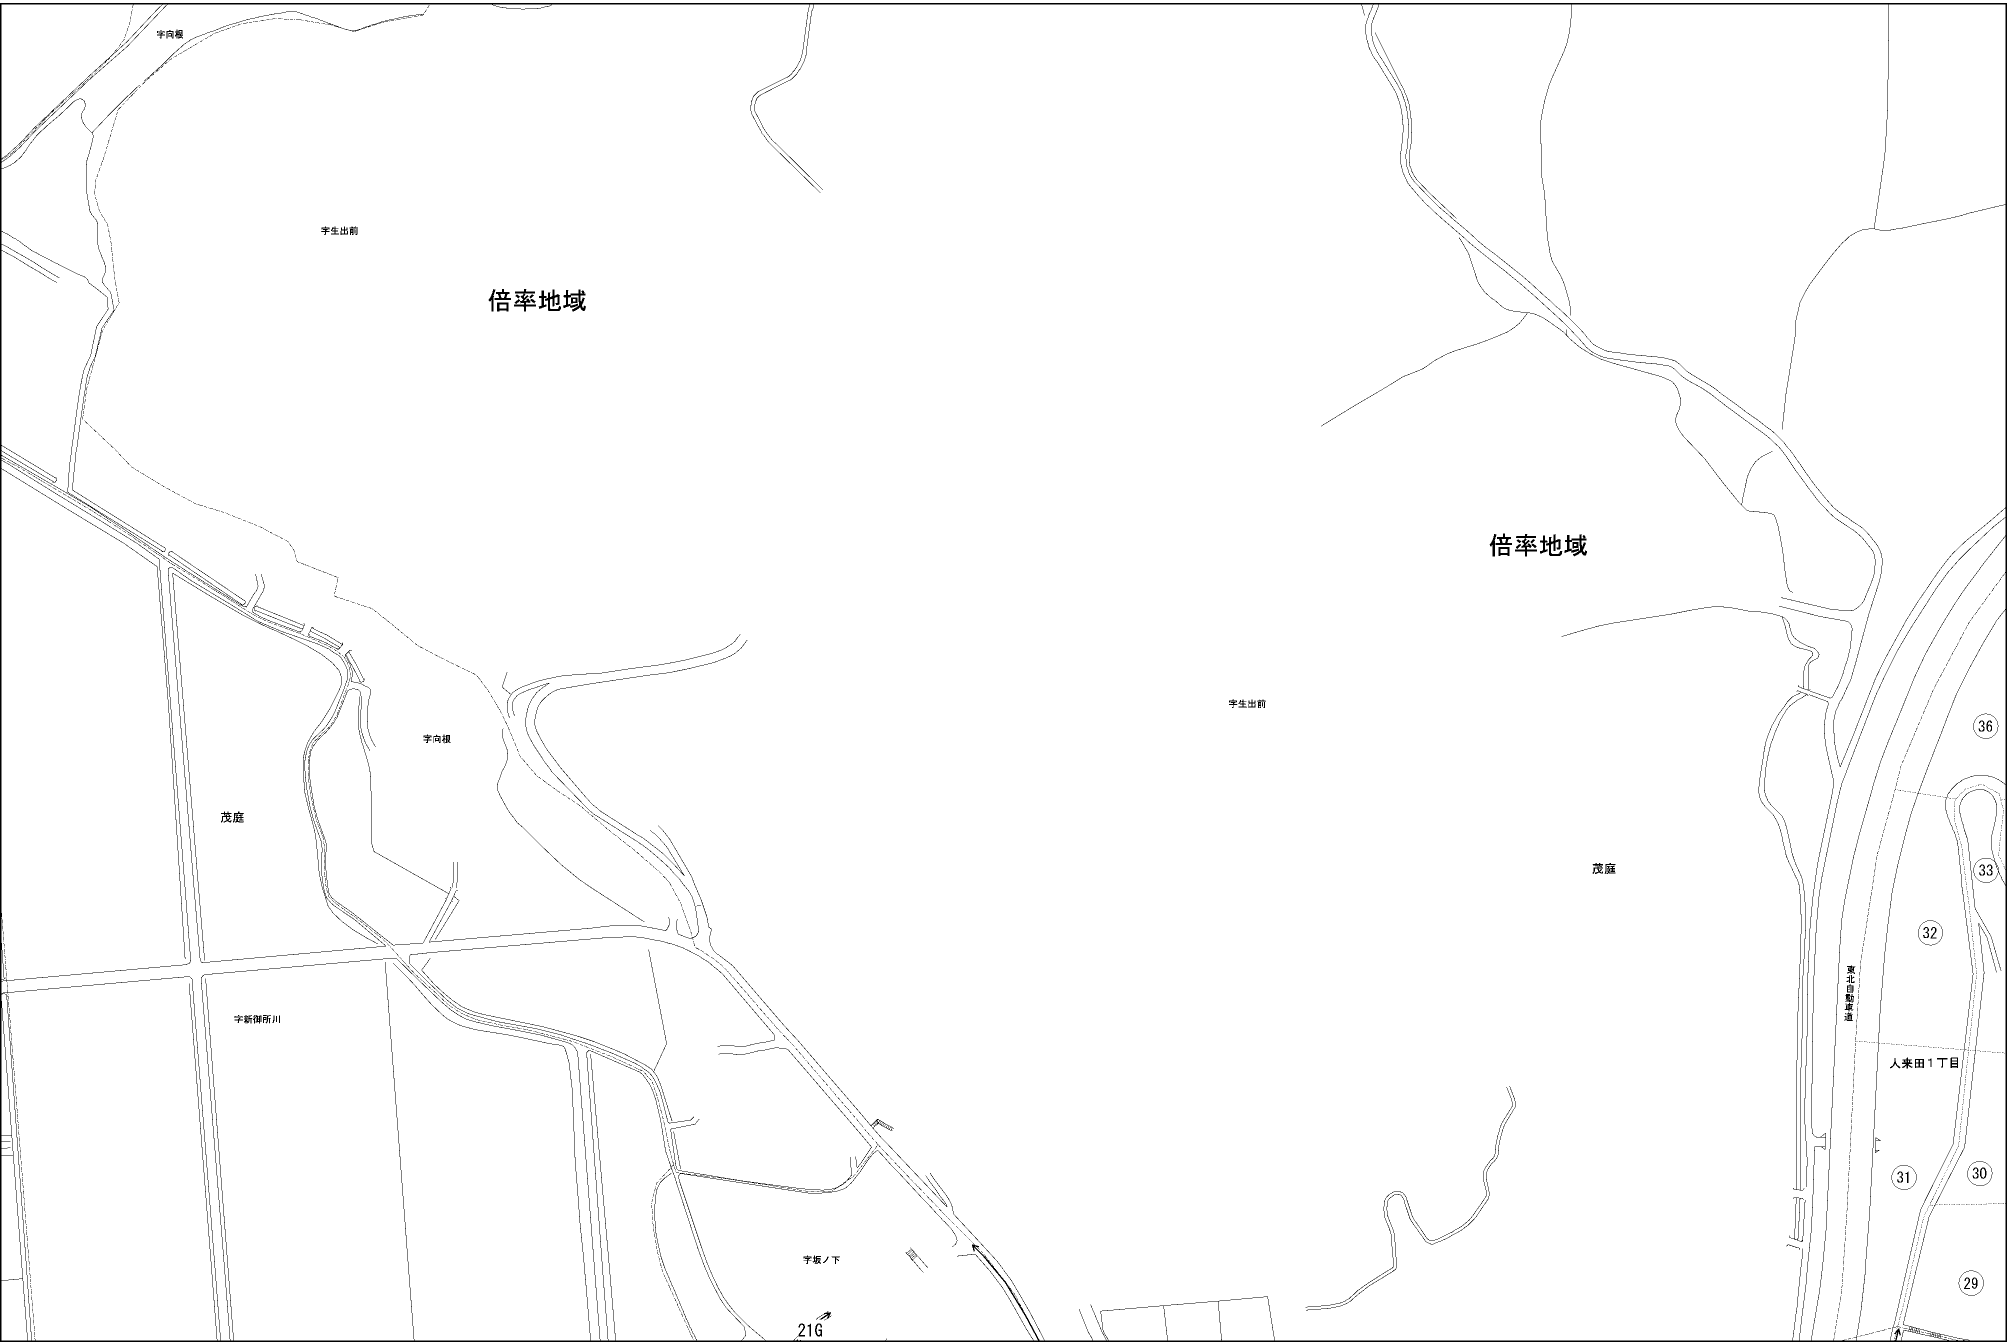 字向根
字生出前
倍率地域
倍率地域
字生出前
字向根
36
茂庭
茂庭
33
32
東北自動車道
字新御所川
人来田1丁目
31
30
字坂ノ下
29
21G